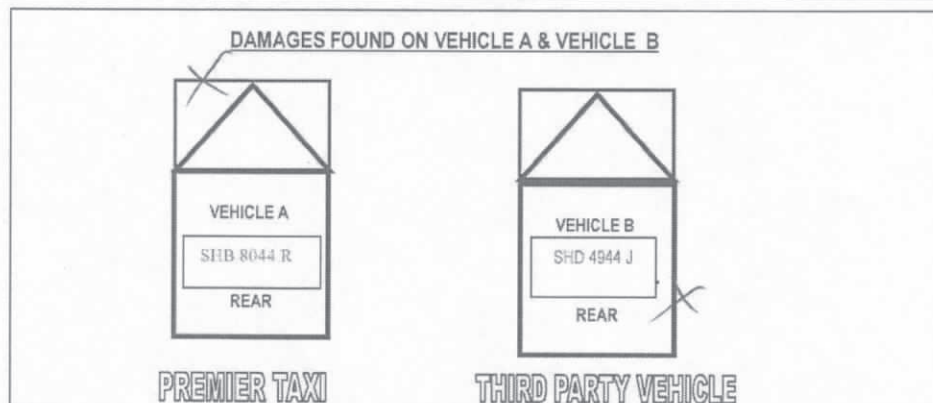 DAMAGES FOUND ON VEHICLE A & VEHICLE B
VEHICLE A
SHB 8044 R
REAR
VEHICLE B
SHD 4944 J
REAR
PREMIER TAXI
THIRD PARTY VEHICLE